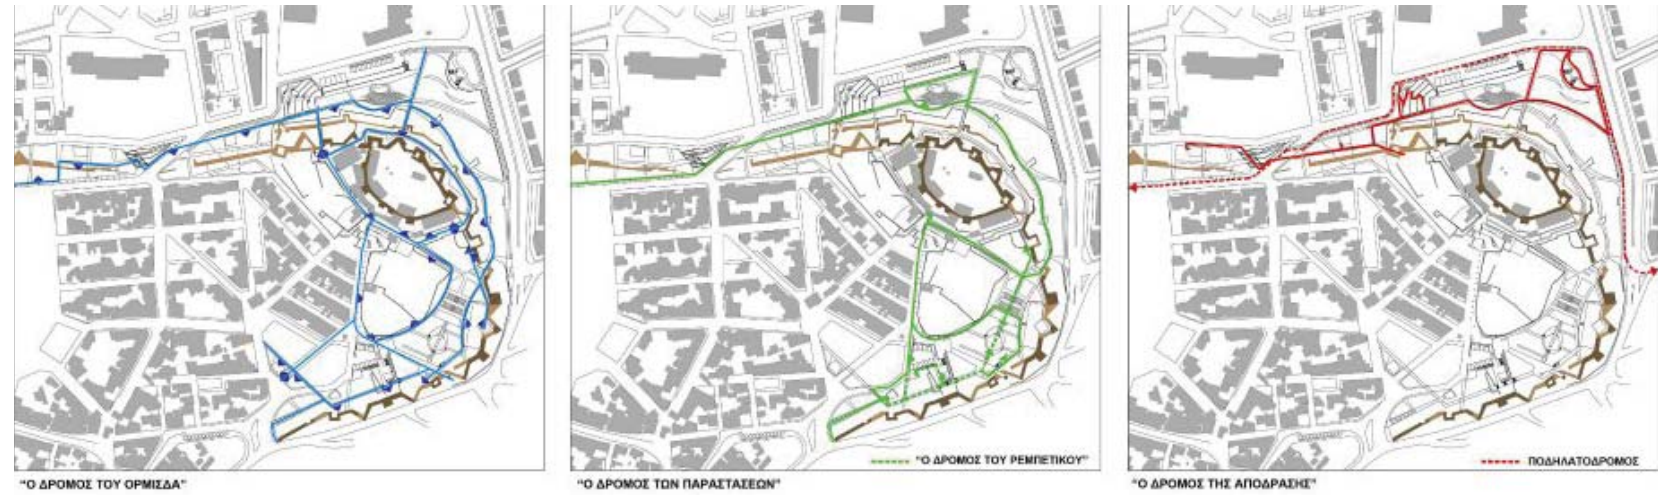 "Ο ΔΡΟΜΟΣ ΤΟΥ ΡΕΜΠΕΤΙΚΟΥ"
ΠΟΔΗΛΑΤΟΔΡΟΜΟΣ
"Ο ΔΡΟΜΟΣ ΤΟΥ ΟΡΜΙΣΔΑ"
"Ο ΔΡΟΜΟΣ ΤΩΝ ΠΑΡΑΣΤΑΣΕΩΝ"
"Ο ΔΡΟΜΟΣ ΤΗΣ ΑΠΟΔΡΑΣΗΣ"